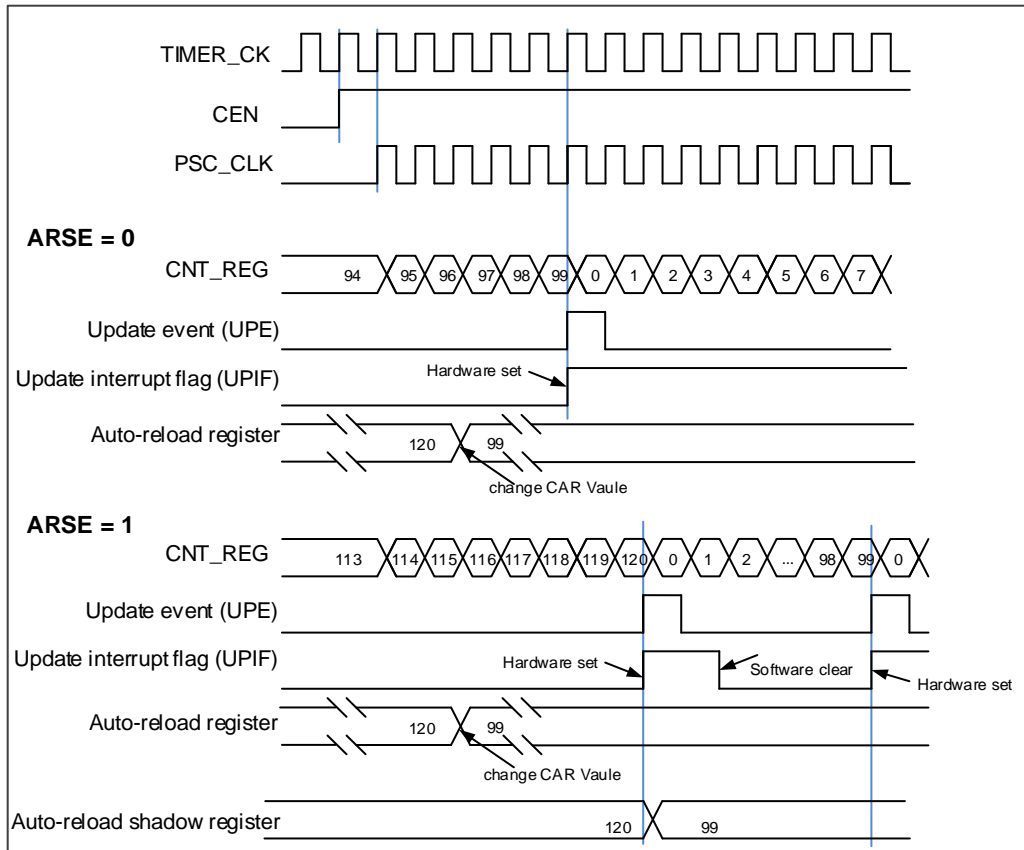 TIMER_CK
CEN
PSC_CLK
ARSE = 0
CNT_REG 94 95 96 97 98 99 0 1 2 3 4 5 6 7
Update event (UPE)
Update interrupt flag (UPIF) Hardware set
Auto-reload register 120 99
change CAR Vaule
ARSE = 1
CNT_REG 113 114 115 116 117 118 119 120 0 1 2 ... 98 99 0
Update event (UPE)
Update interrupt flag (UPIF) Hardware set Software clear Hardware set
Auto-reload register 120 99
change CAR Vaule
Auto-reload shadow register 120 99